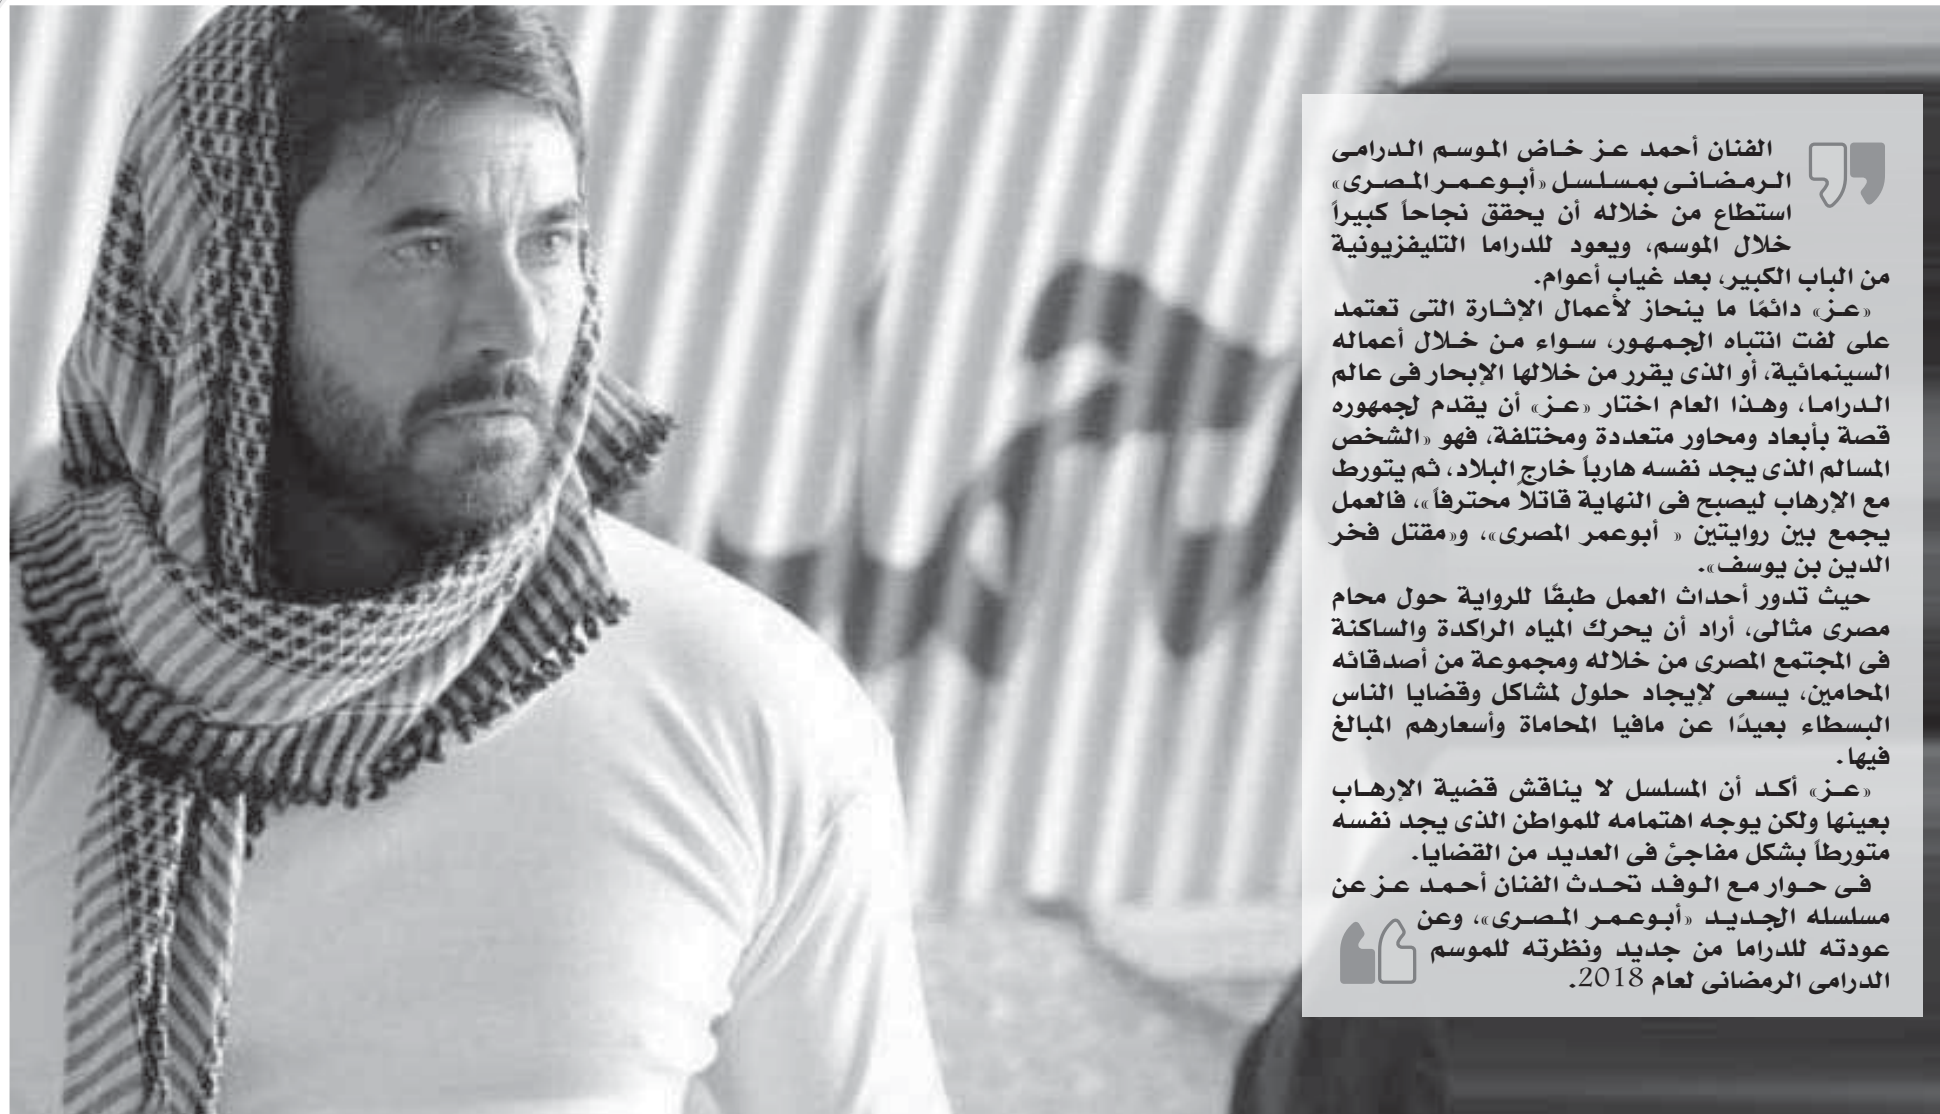 الفنان أحمد عز خاض الموسم الدرامى
الرمضانى بمسلسل «أبوعمر المصرى»
استطاع من خلاله أن يحقق نجاحاً كبيراً
خلال الموسم، ويعود للدراما التليفزيونية
من الباب الكبير، بعد غياب أعوام.
«عز» دائمًا ما ينحاز لأعمال الإثارة التى تعتمد
على لفت انتباه الجمهور، سواء من خلال أعماله
السينمائية، أو الذى يقرر من خلالها الإبحار فى عالم
الدراما، وهذا العام اختار «عز» أن يقدم لجمهوره
قصة بأبعاد ومحاور متعددة ومختلفة، فهو «الشخص
المسالم الذى يجد نفسه هارباً خارج البلاد، ثم يتورط
مع الإرهاب ليصبح فى النهاية قاتلاً محترفاً»، فالعمل
يجمع بين روايتين « أبوعمر المصرى»، و«مقتل فخر
الدين بن يوسف».
حيث تدور أحداث العمل طبقًا للرواية حول محام
مصرى مثالى، أراد أن يحرك المياه الراكدة والساكنة
فى المجتمع المصرى من خلاله ومجموعة من أصدقائه
المحامين، يسعى لإيجاد حلول لمشاكل وقضايا الناس
البسطاء بعيدًا عن مافيا المحاماة وأسعارهم المبالغ
فيها.
«عز» أكد أن المسلسل لا يناقش قضية الإرهاب
بعينها ولكن يوجه اهتمامه للمواطن الذى يجد نفسه
متورطاً بشكل مفاجئ فى العديد من القضايا.
فى حوار مع الوفد تحدث الفنان أحمد عز عن
مسلسله الجديد «أبوعمر المصرى»، وعن
عودته للدراما من جديد ونظرته للموسم
الدرامى الرمضانى لعام 2018.